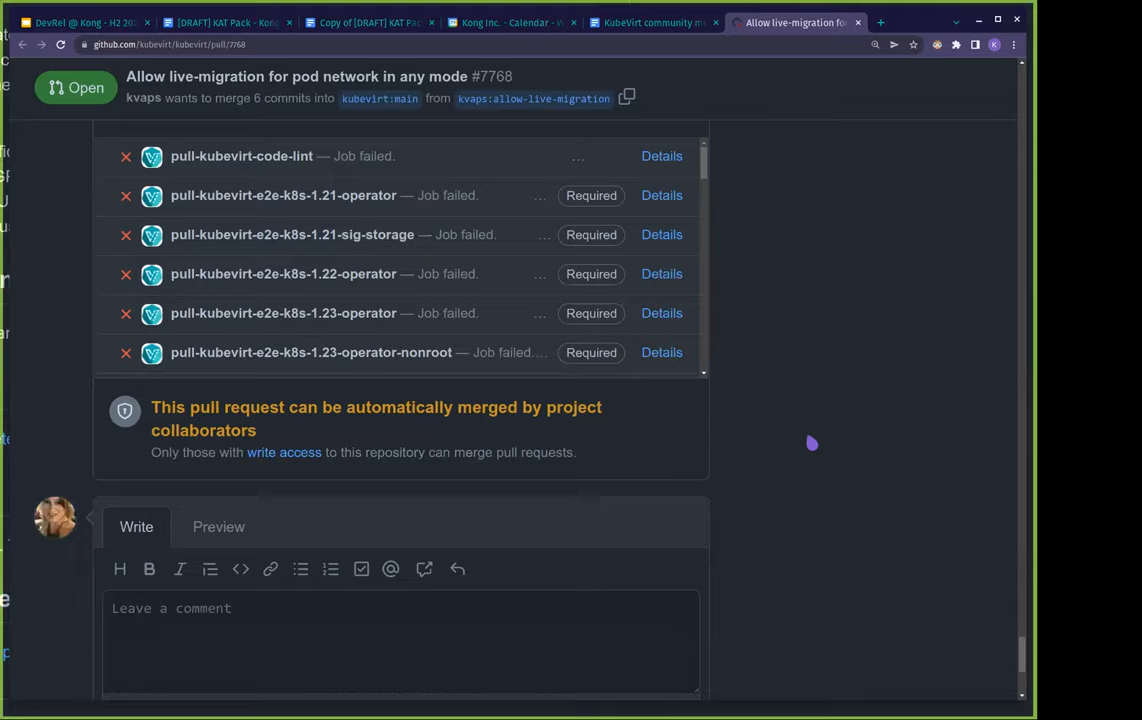 DevRel @ Kong - H2 202
[DRAFT] KAT Pack - Kong
Copy of [DRAFT] KAT Pac
Kong Inc. - Calendar - W
KubeVirt community m
Allow live-migration for
github.com/kubevirt/kubevirt/pull/7768
K
Open
Allow live-migration for pod network in any mode #7768
kvaps wants to merge 6 commits into kubevirt:main from kvaps:allow-live-migration
pull-kubevirt-code-lint — Job failed. ... Details
pull-kubevirt-e2e-k8s-1.21-operator — Job failed. ... Required Details
pull-kubevirt-e2e-k8s-1.21-sig-storage — Job failed. ... Required Details
pull-kubevirt-e2e-k8s-1.22-operator — Job failed. ... Required Details
pull-kubevirt-e2e-k8s-1.23-operator — Job failed. ... Required Details
pull-kubevirt-e2e-k8s-1.23-operator-nonroot — Job failed.... Required Details
This pull request can be automatically merged by project
collaborators
Only those with write access to this repository can merge pull requests.
Write Preview
Leave a comment